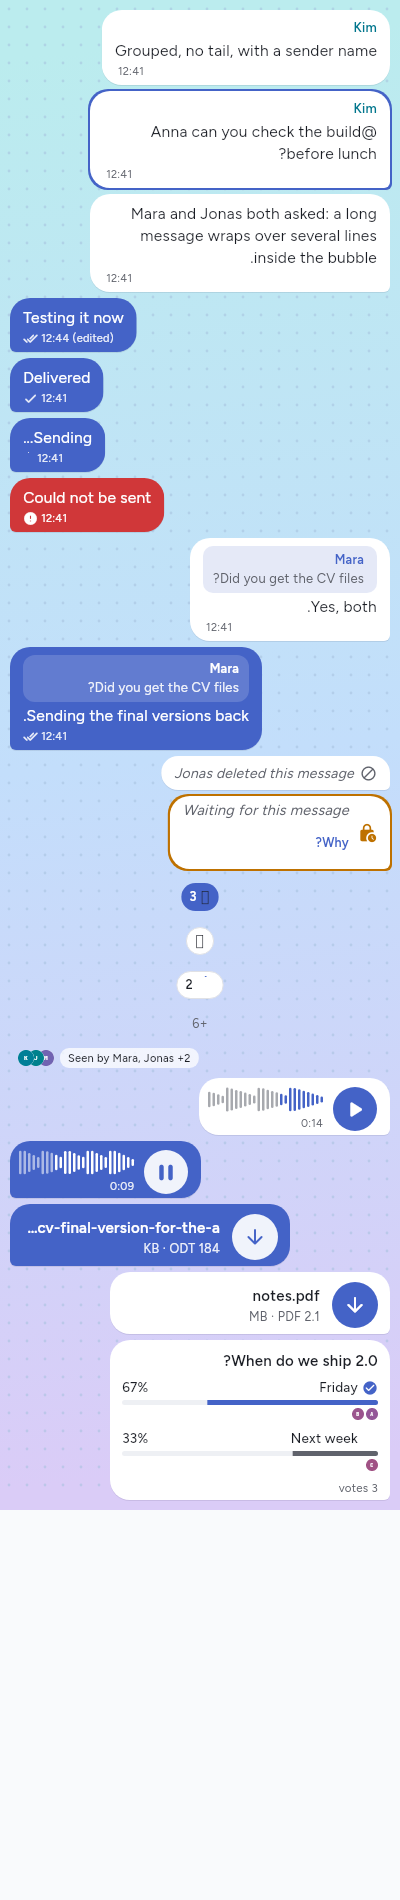 Kim
Grouped, no tail, with a sender name
12:41
Kim
Anna can you check the build@
?before lunch
12:41
Mara and Jonas both asked: a long
message wraps over several lines
.inside the bubble
12:41
Testing it now
12:44 (edited)
Delivered
12:41
...Sending
12:41
Could not be sent
12:41
Mara
?Did you get the CV files
.Yes, both
12:41
Mara
?Did you get the CV files
.Sending the final versions back
12:41
Jonas deleted this message
Waiting for this message
?Why
3
2
6+
Seen by Mara, Jonas +2
0:14
0:09
...cv-final-version-for-the-a
KB · ODT 184
notes.pdf
MB · PDF 2.1
?When do we ship 2.0
67% Friday
33% Next week
votes 3